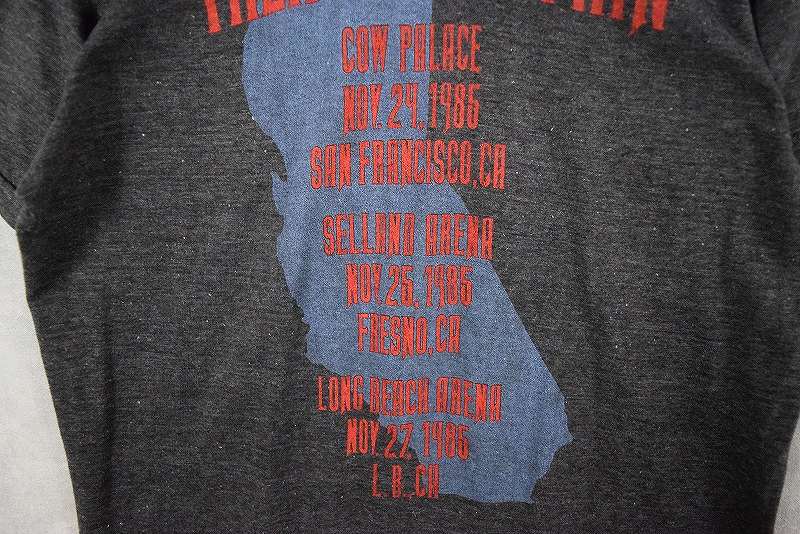 COW PALACE
NOV. 24, 1985
SAN FRANCISCO, CA
SELLAND ARENA
NOV. 25, 1985
FRESNO, CA
LONG BEACH ARENA
NOV. 27, 1985
L. B., CA